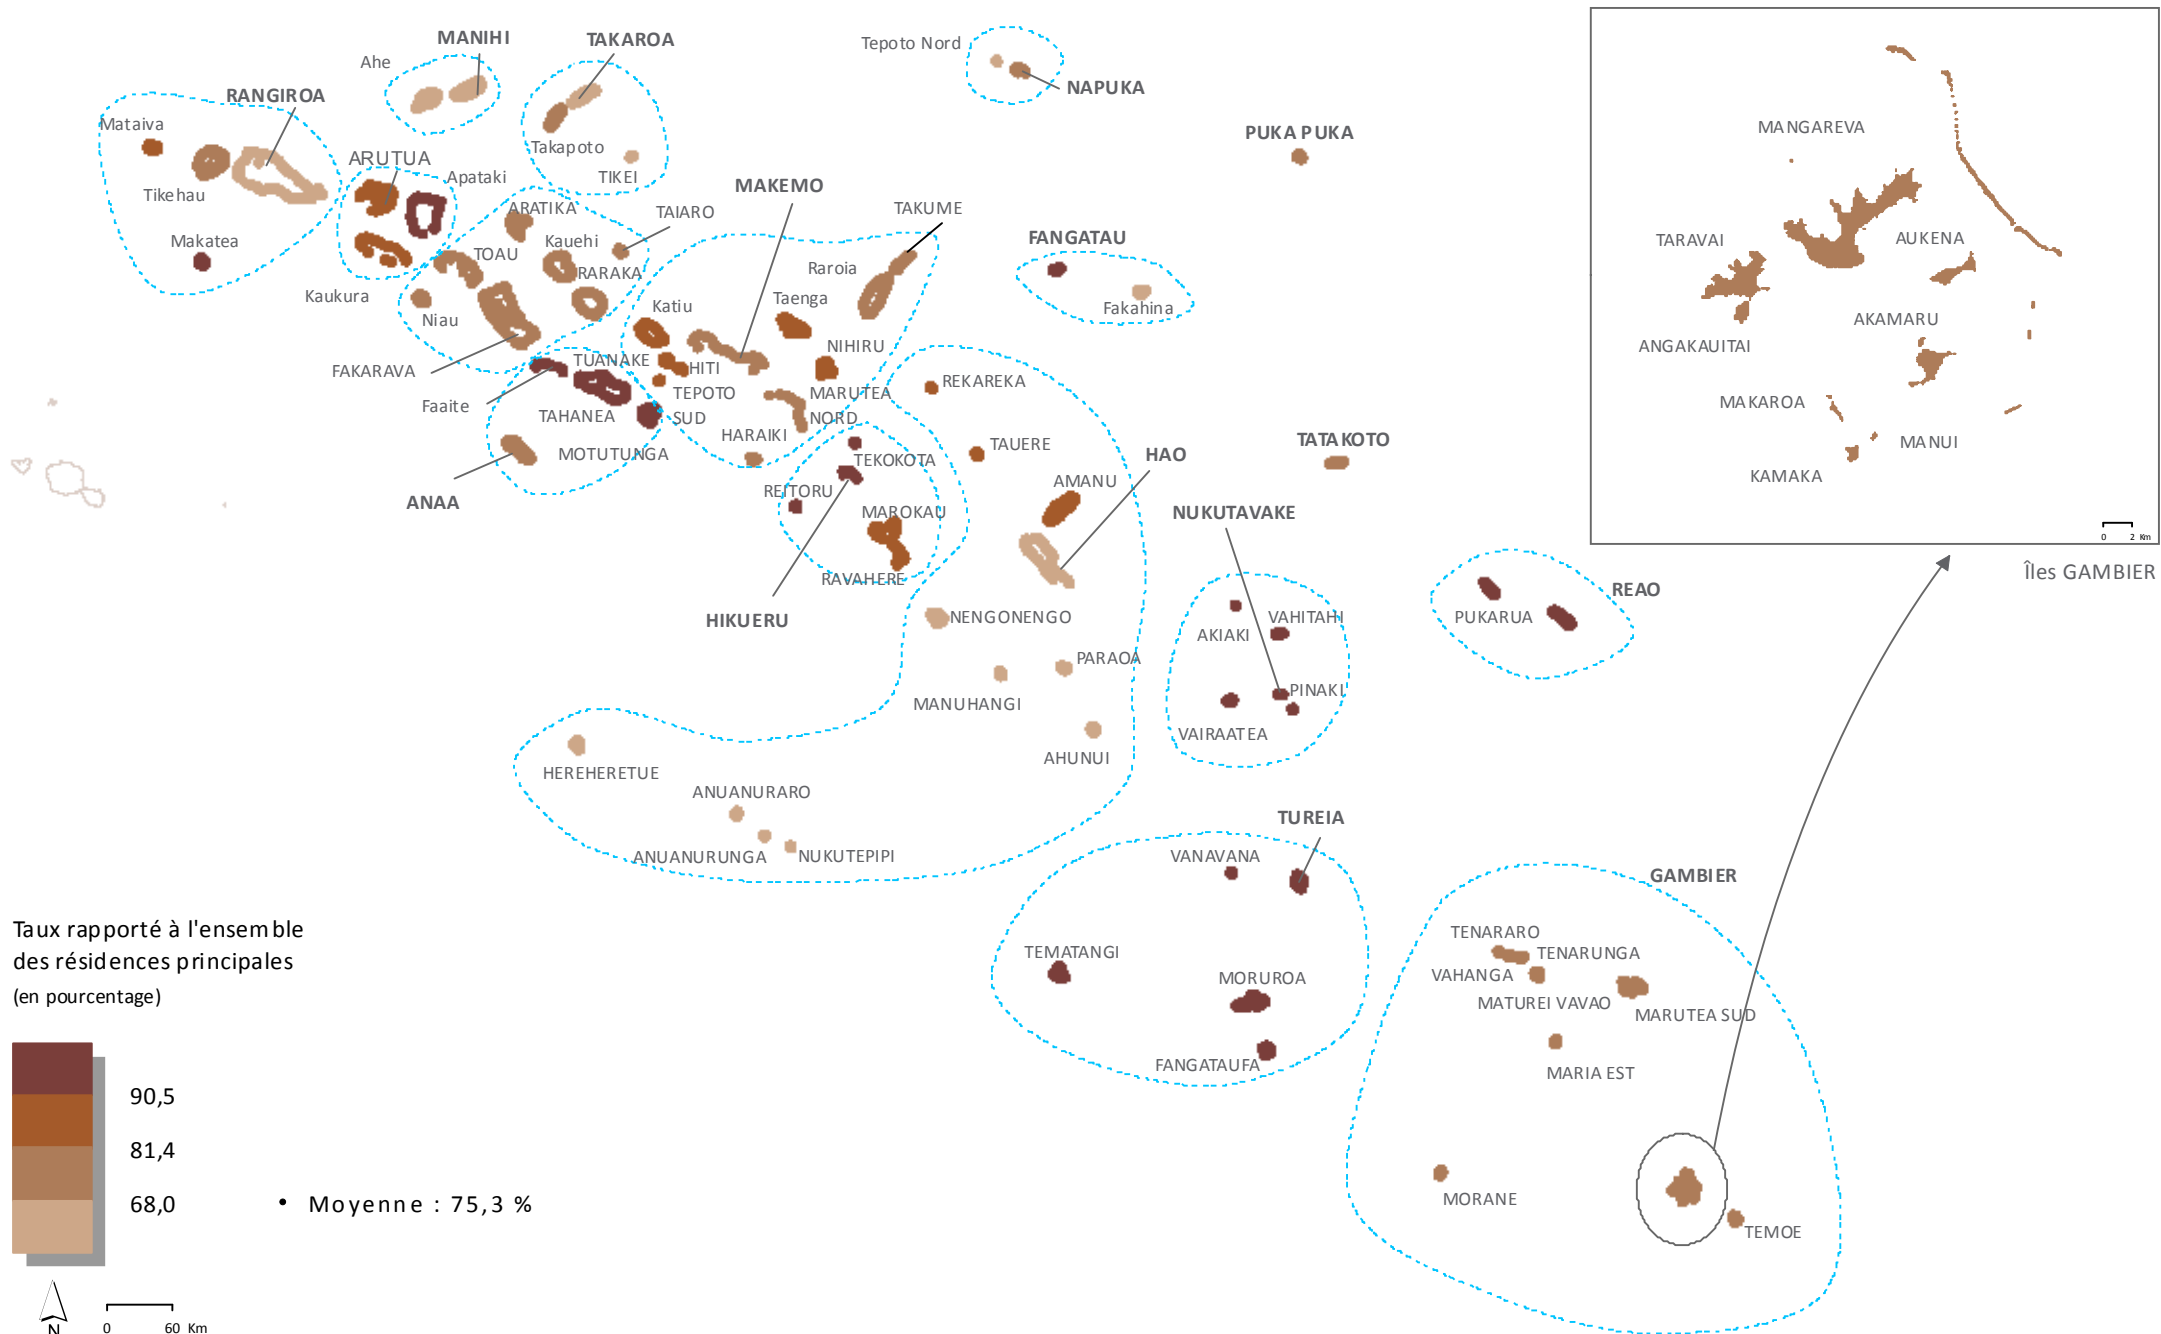 MANIHI
TAKAROA
Tepoto Nord
Ahe
NAPUKA
RANGIROA
Mataiva
PUKA PUKA
Takapoto
ARUTUA
Apataki
TIKEI
Tikehau
MAKEMO
ARATIKA
TAIARO
TAKUME
Makatea
Kauehi
FANGATAU
TOAU
RARAKA
Raroia
Kaukura
Niau
Katiu
Taenga
Fakahina
NIHIRU
FAKARAVA
TUANAKE
HITI
REKAREKA
Faaite
TAHANEA
TEPOTO
SUD
MARUTEA
NORD
HARAIKI
TAUERE
TATAKOTO
MOTUTUNGA
TEKOKOTA
HAO
ANAA
REITORU
AMANU
MAROKAU
NUKUTAVAKE
RAVAHERE
REAO
HIKUERU
NENGONENGO
AKIAKI
VAHITAHI
PUKARUA
PARAOA
MANUHANGI
PINAKI
VAIRAATEA
AHUNUI
HEREHERETUE
ANUANURARO
ANUANURUNGA
NUKUTEPIPI
TUREIA
VANAVANA
GAMBIER
TEMATANGI
MORUROA
TENARARO
TENARUNGA
VAHANGA
MATUREI VAVAO
MARUTEA SUD
FANGATAUFA
MARIA EST
MORANE
TEMOE
MANGAREVA
TARAVAI
AUKENA
AKAMARU
ANGAKAUITAI
MAKAROA
MANUI
KAMAKA
0 2 Km
Îles GAMBIER
Taux rapporté à l'ensemble
des résidences principales
(en pourcentage)
90,5
81,4
68,0
• Moyenne : 75,3 %
N
0 60 Km